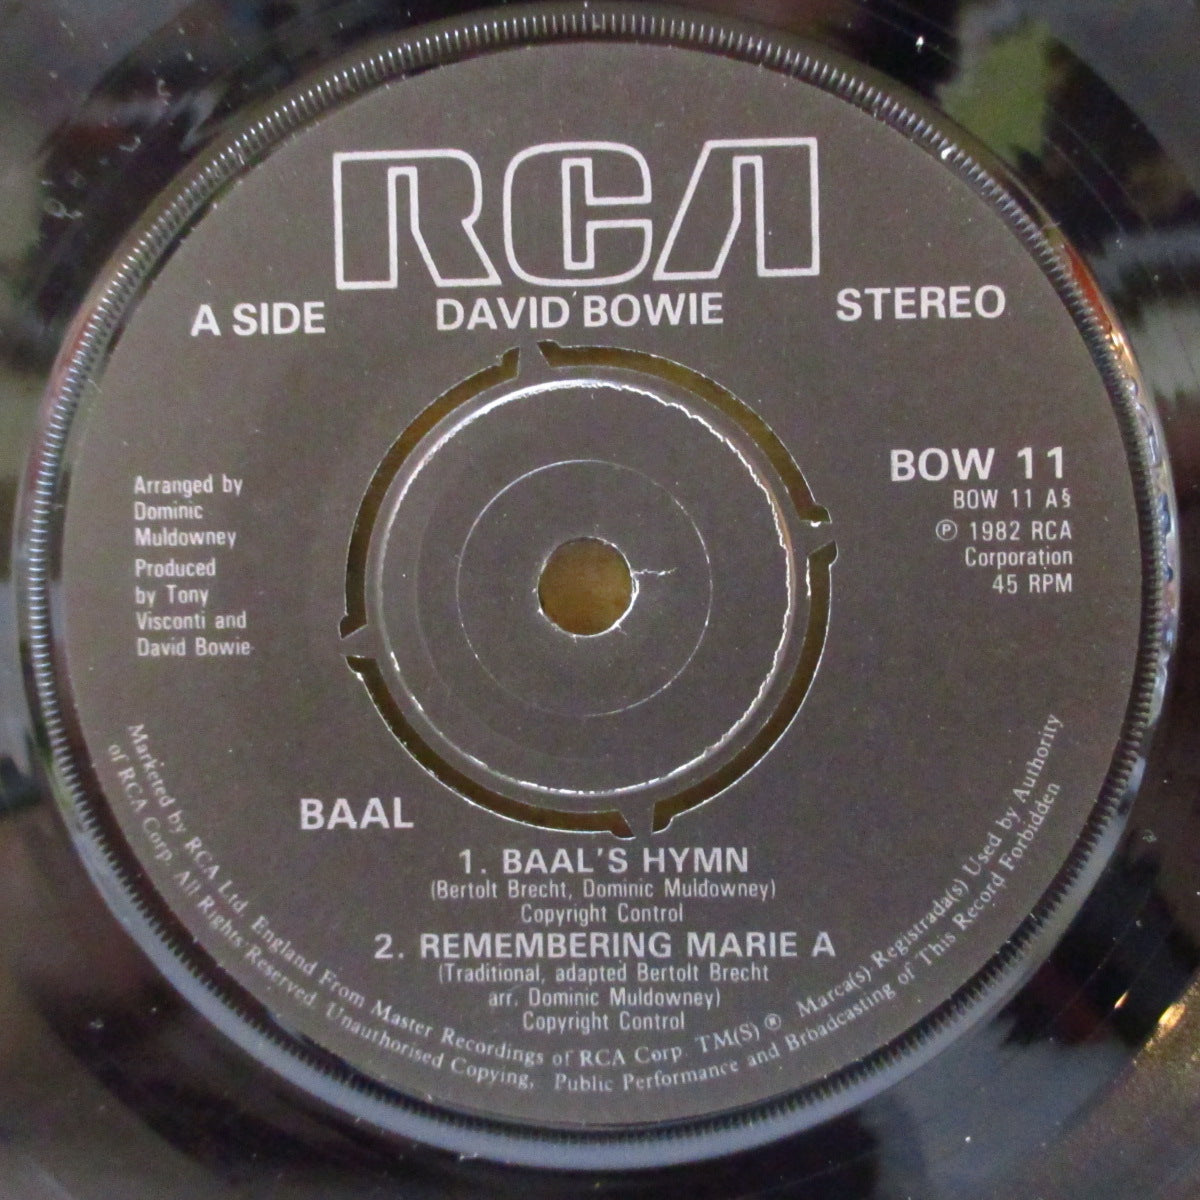 RCA
A SIDE
DAVID BOWIE
STEREO
BOW 11
BOW 11 A§
℗ 1982 RCA
Corporation
45 RPM
Arranged by
Dominic
Muldowney
Produced
by Tony
Visconti and
David Bowie
BAAL
1. BAAL'S HYMN
(Bertolt Brecht, Dominic Muldowney)
Copyright Control
2. REMEMBERING MARIE A
(Traditional, adapted Bertolt Brecht
arr. Dominic Muldowney)
Copyright Control
Marketed by RCA Ltd. England From Master Recordings of RCA Corp. TM(S) ® Marca(s) Registrada(s) Used by Authority
of RCA Corp. All Rights Reserved. Unauthorised Copying, Public Performance and Broadcasting of This Record Forbidden